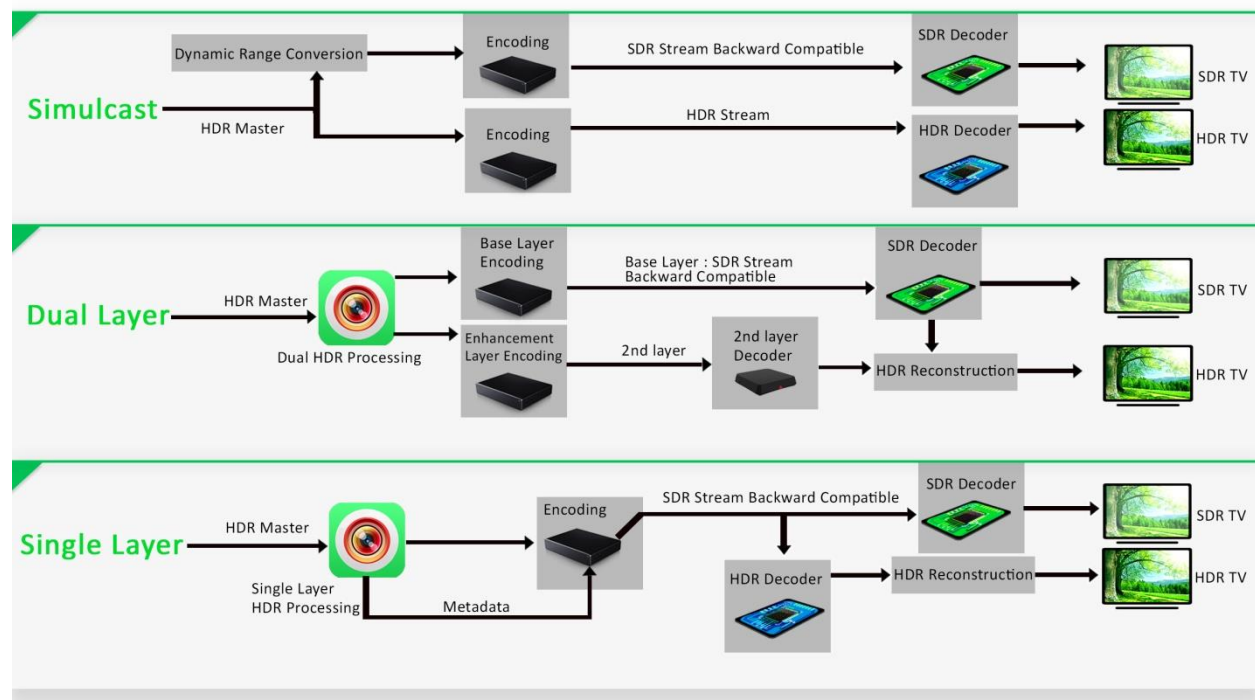 Simulcast
HDR Master
Dynamic Range Conversion
Encoding
SDR Stream Backward Compatible
SDR Decoder
SDR TV
Encoding
HDR Stream
HDR Decoder
HDR TV
Dual Layer
HDR Master
Dual HDR Processing
Base Layer
Encoding
Base Layer : SDR Stream
Backward Compatible
SDR Decoder
SDR TV
Enhancement
Layer Encoding
2nd layer
2nd layer
Decoder
HDR Reconstruction
HDR TV
Single Layer
HDR Master
Single Layer
HDR Processing
Metadata
Encoding
SDR Stream Backward Compatible
SDR Decoder
SDR TV
HDR Decoder
HDR Reconstruction
HDR TV